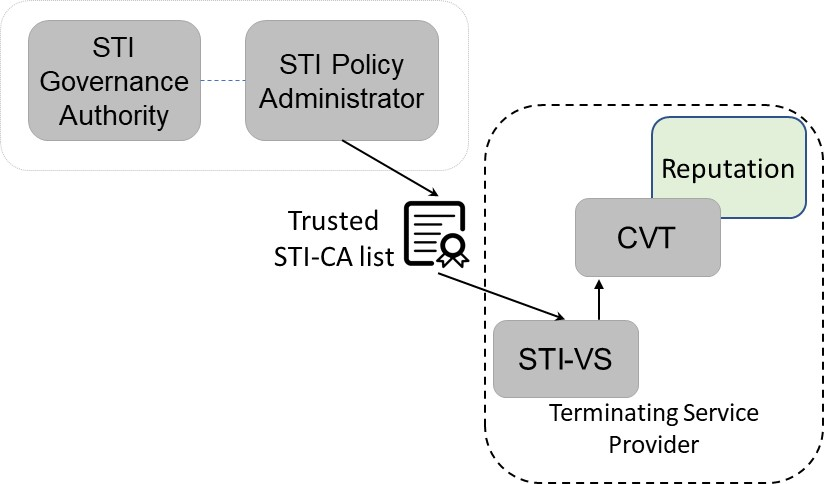 STI
Governance
Authority
STI Policy
Administrator
Trusted
STI-CA list
Reputation
CVT
STI-VS
Terminating Service
Provider